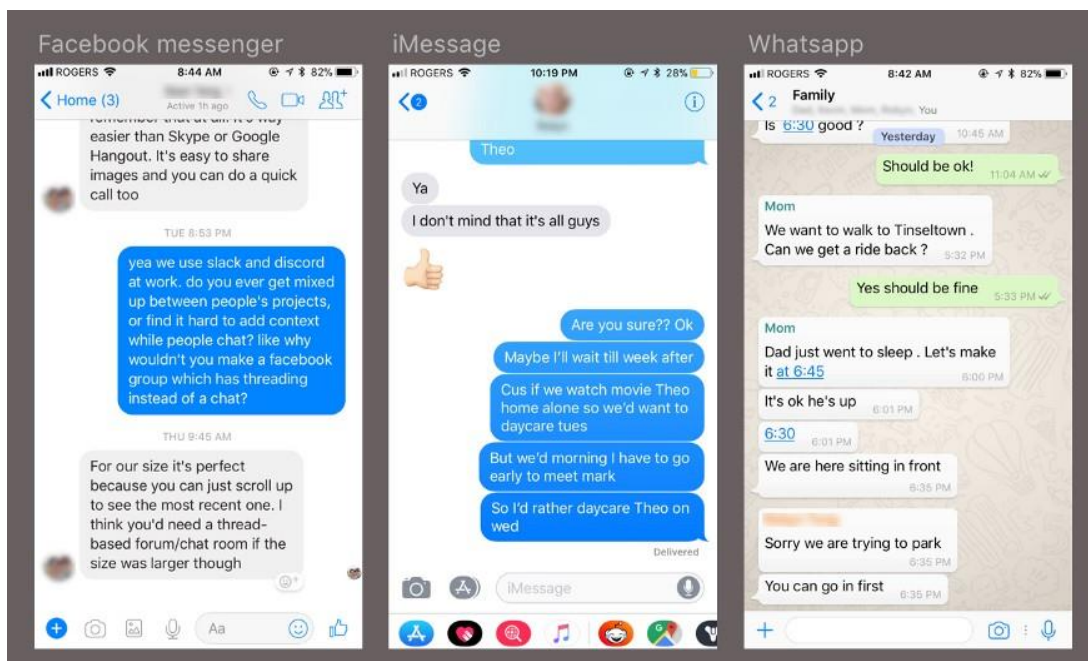 Facebook messenger
ROGERS 8:44 AM 82%
Home (3)
Active 1h ago
remember that at all. It's way
easier than Skype or Google
Hangout. It's easy to share
images and you can do a quick
call too
TUE 8:53 PM
yea we use slack and discord
at work. do you ever get mixed
up between people's projects,
or find it hard to add context
while people chat? like why
wouldn't you make a facebook
group which has threading
instead of a chat?
THU 9:45 AM
For our size it's perfect
because you can just scroll up
to see the most recent one. I
think you'd need a thread-
based forum/chat room if the
size was larger though
Aa
iMessage
ROGERS 10:19 PM 28%
2
Theo
Ya
I don't mind that it's all guys
Are you sure?? Ok
Maybe I'll wait till week after
Cus if we watch movie Theo
home alone so we'd want to
daycare tues
But we'd morning I have to go
early to meet mark
So I'd rather daycare Theo on
wed
Delivered
iMessage
Whatsapp
ROGERS 8:42 AM 82%
2 Family
You
Is 6:30 good ? 10:45 AM
Yesterday
Should be ok! 11:04 AM
Mom
We want to walk to Tinseltown .
Can we get a ride back ? 5:32 PM
Yes should be fine 5:33 PM
Mom
Dad just went to sleep . Let's make
it at 6:45 6:00 PM
It's ok he's up 6:01 PM
6:30 6:01 PM
We are here sitting in front
6:35 PM
Sorry we are trying to park
6:35 PM
You can go in first 6:35 PM